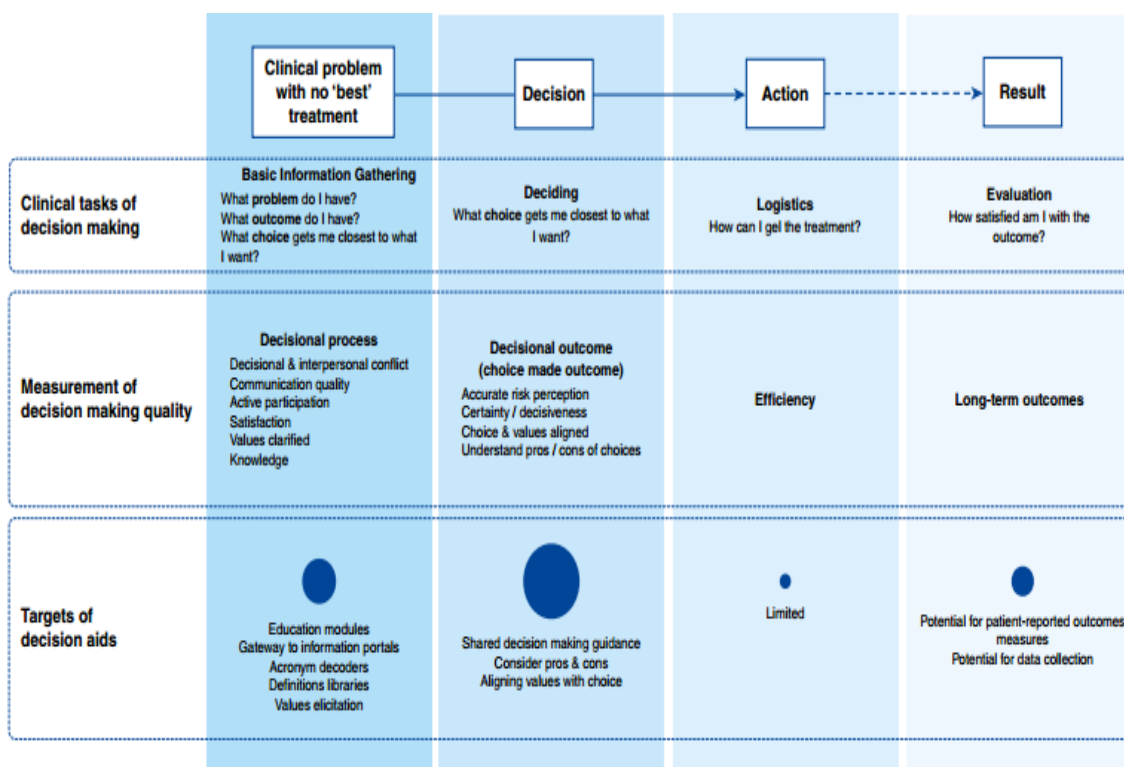 Clinical problem
with no ‘best’
treatment
Decision
Action
Result
Clinical tasks of
decision making
Basic Information Gathering
What problem do I have?
What outcome do I have?
What choice gets me closest to what
I want?
Deciding
What choice gets me closest to what
I want?
Logistics
How can I gel the treatment?
Evaluation
How satisfied am I with the
outcome?
Measurement of
decision making quality
Decisional process
Decisional & interpersonal conflict
Communication quality
Active participation
Satisfaction
Values clarified
Knowledge
Decisional outcome
(choice made outcome)
Accurate risk perception
Certainty / decisiveness
Choice & values aligned
Understand pros / cons of choices
Efficiency
Long-term outcomes
Targets of
decision aids
Education modules
Gateway to information portals
Acronym decoders
Definitions libraries
Values elicitation
Shared decision making guidance
Consider pros & cons
Aligning values with choice
Limited
Potential for patient-reported outcomes
measures
Potential for data collection